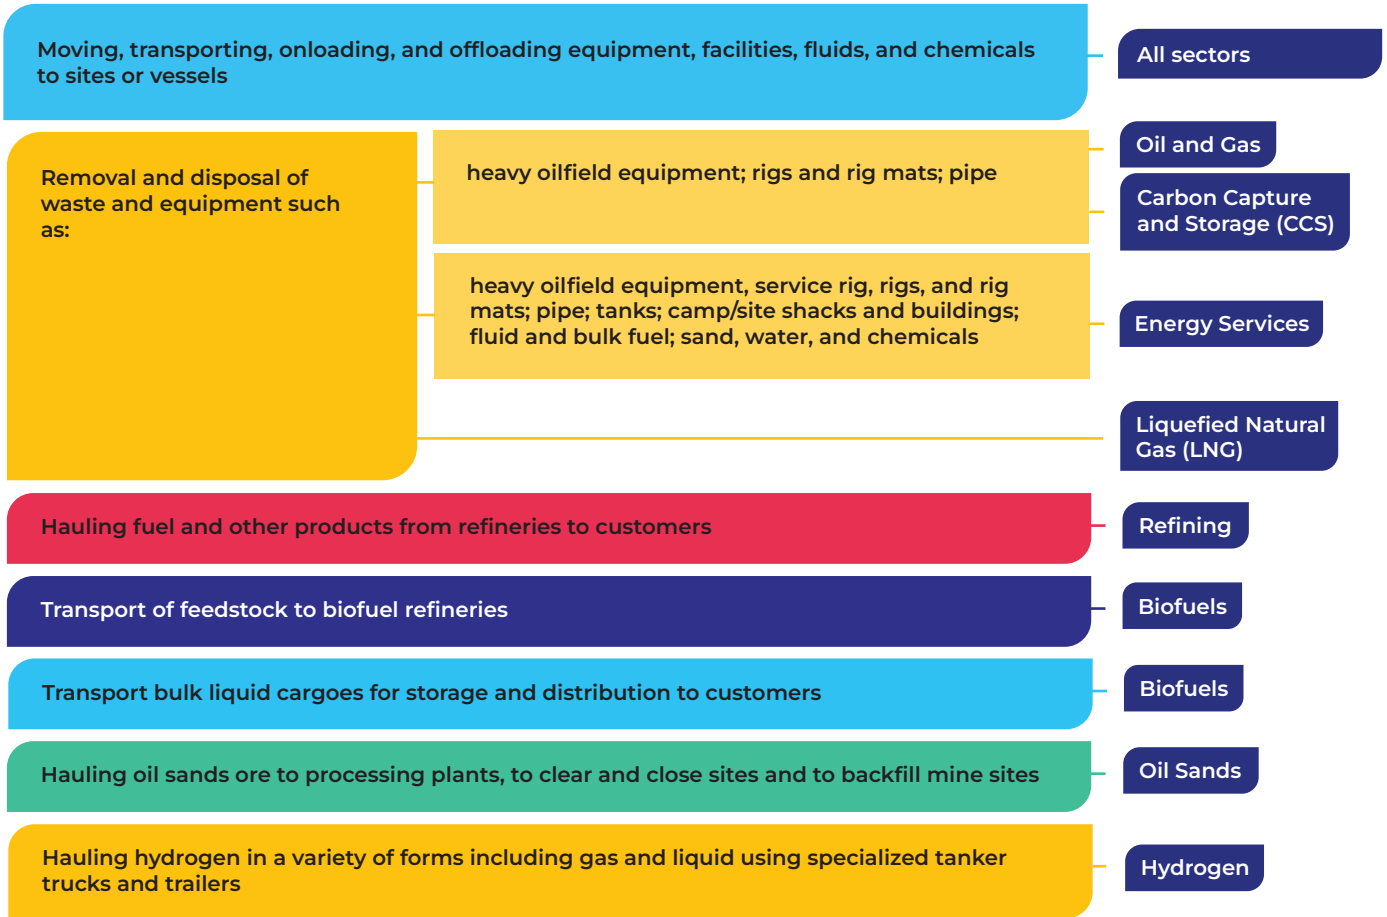 Moving, transporting, onloading, and offloading equipment, facilities, fluids, and chemicals
to sites or vessels
All sectors
Removal and disposal of
waste and equipment such
as:
heavy oilfield equipment; rigs and rig mats; pipe
Oil and Gas
Carbon Capture
and Storage (CCS)
heavy oilfield equipment, service rig, rigs, and rig
mats; pipe; tanks; camp/site shacks and buildings;
fluid and bulk fuel; sand, water, and chemicals
Energy Services
Liquefied Natural
Gas (LNG)
Hauling fuel and other products from refineries to customers
Refining
Transport of feedstock to biofuel refineries
Biofuels
Transport bulk liquid cargoes for storage and distribution to customers
Biofuels
Hauling oil sands ore to processing plants, to clear and close sites and to backfill mine sites
Oil Sands
Hauling hydrogen in a variety of forms including gas and liquid using specialized tanker
trucks and trailers
Hydrogen